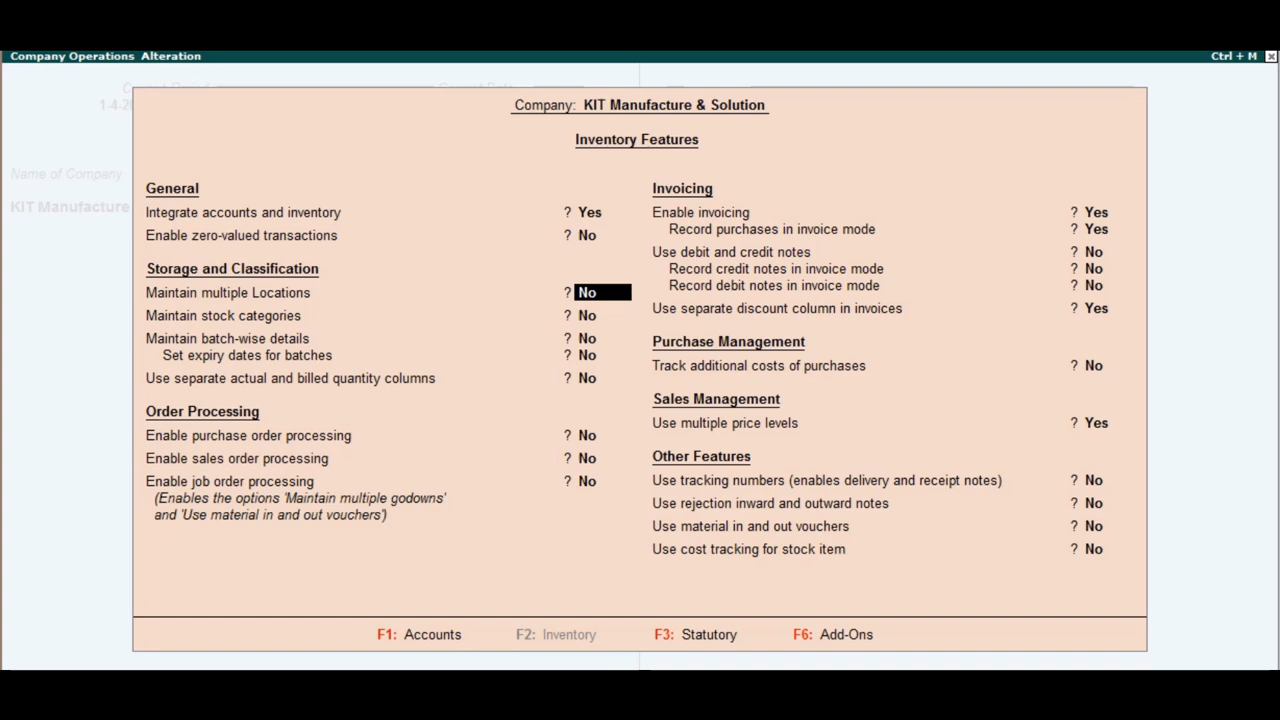 Company Operations Alteration
Ctrl + M
1-4-20
Name of Company
KIT Manufacture
Company: KIT Manufacture & Solution
Inventory Features
General
Integrate accounts and inventory ? Yes
Enable zero-valued transactions ? No
Storage and Classification
Maintain multiple Locations ? No
Maintain stock categories ? No
Maintain batch-wise details ? No
Set expiry dates for batches ? No
Use separate actual and billed quantity columns ? No
Order Processing
Enable purchase order processing ? No
Enable sales order processing ? No
Enable job order processing ? No
(Enables the options 'Maintain multiple godowns'
and 'Use material in and out vouchers')
Invoicing
Enable invoicing ? Yes
Record purchases in invoice mode ? Yes
Use debit and credit notes ? No
Record credit notes in invoice mode ? No
Record debit notes in invoice mode ? No
Use separate discount column in invoices ? Yes
Purchase Management
Track additional costs of purchases ? No
Sales Management
Use multiple price levels ? Yes
Other Features
Use tracking numbers (enables delivery and receipt notes) ? No
Use rejection inward and outward notes ? No
Use material in and out vouchers ? No
Use cost tracking for stock item ? No
F1: Accounts F2: Inventory F3: Statutory F6: Add-Ons